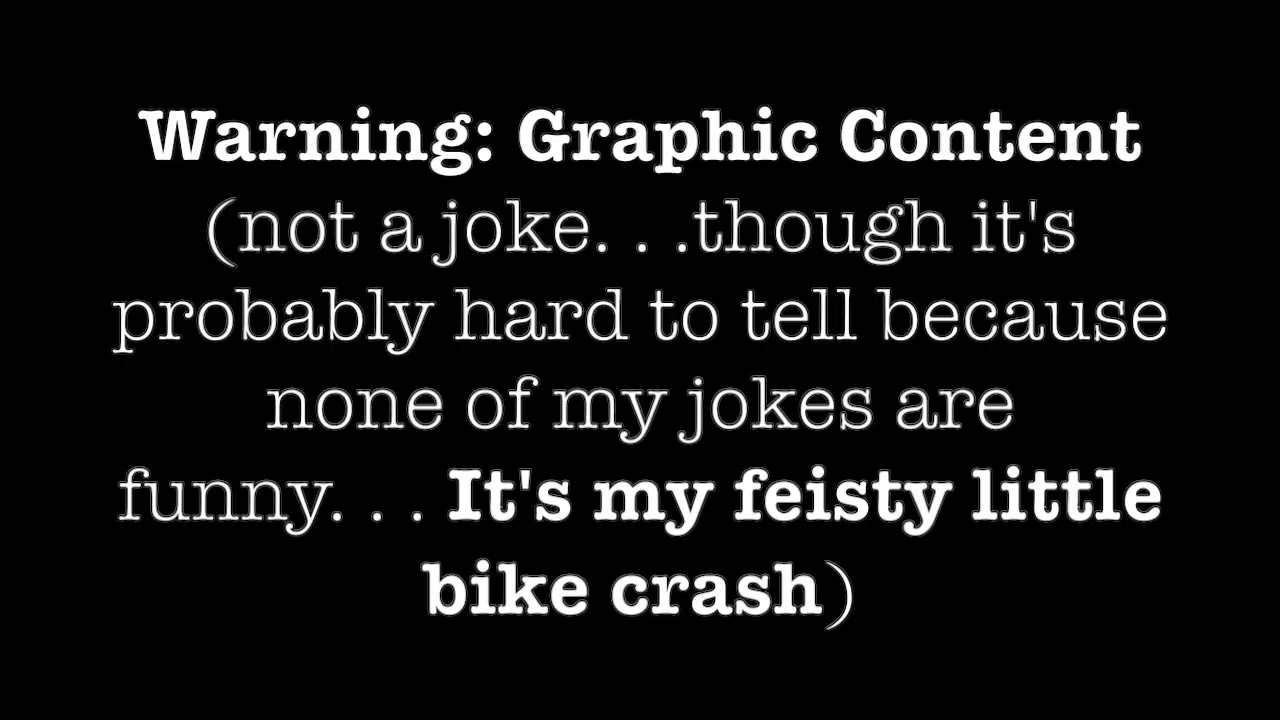 Warning: Graphic Content
(not a joke. . .though it's
probably hard to tell because
none of my jokes are
funny. . . It's my feisty little
bike crash)